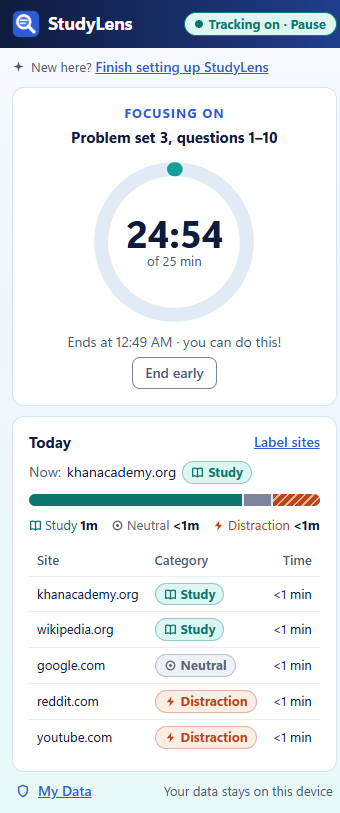 StudyLens
Tracking on · Pause
New here? Finish setting up StudyLens
FOCUSING ON
Problem set 3, questions 1–10
24:54
of 25 min
Ends at 12:49 AM · you can do this!
End early
Today
Label sites
Now: khanacademy.org Study
Study 1m Neutral <1m Distraction <1m
Site Category Time
khanacademy.org Study <1 min
wikipedia.org Study <1 min
google.com Neutral <1 min
reddit.com Distraction <1 min
youtube.com Distraction <1 min
My Data Your data stays on this device